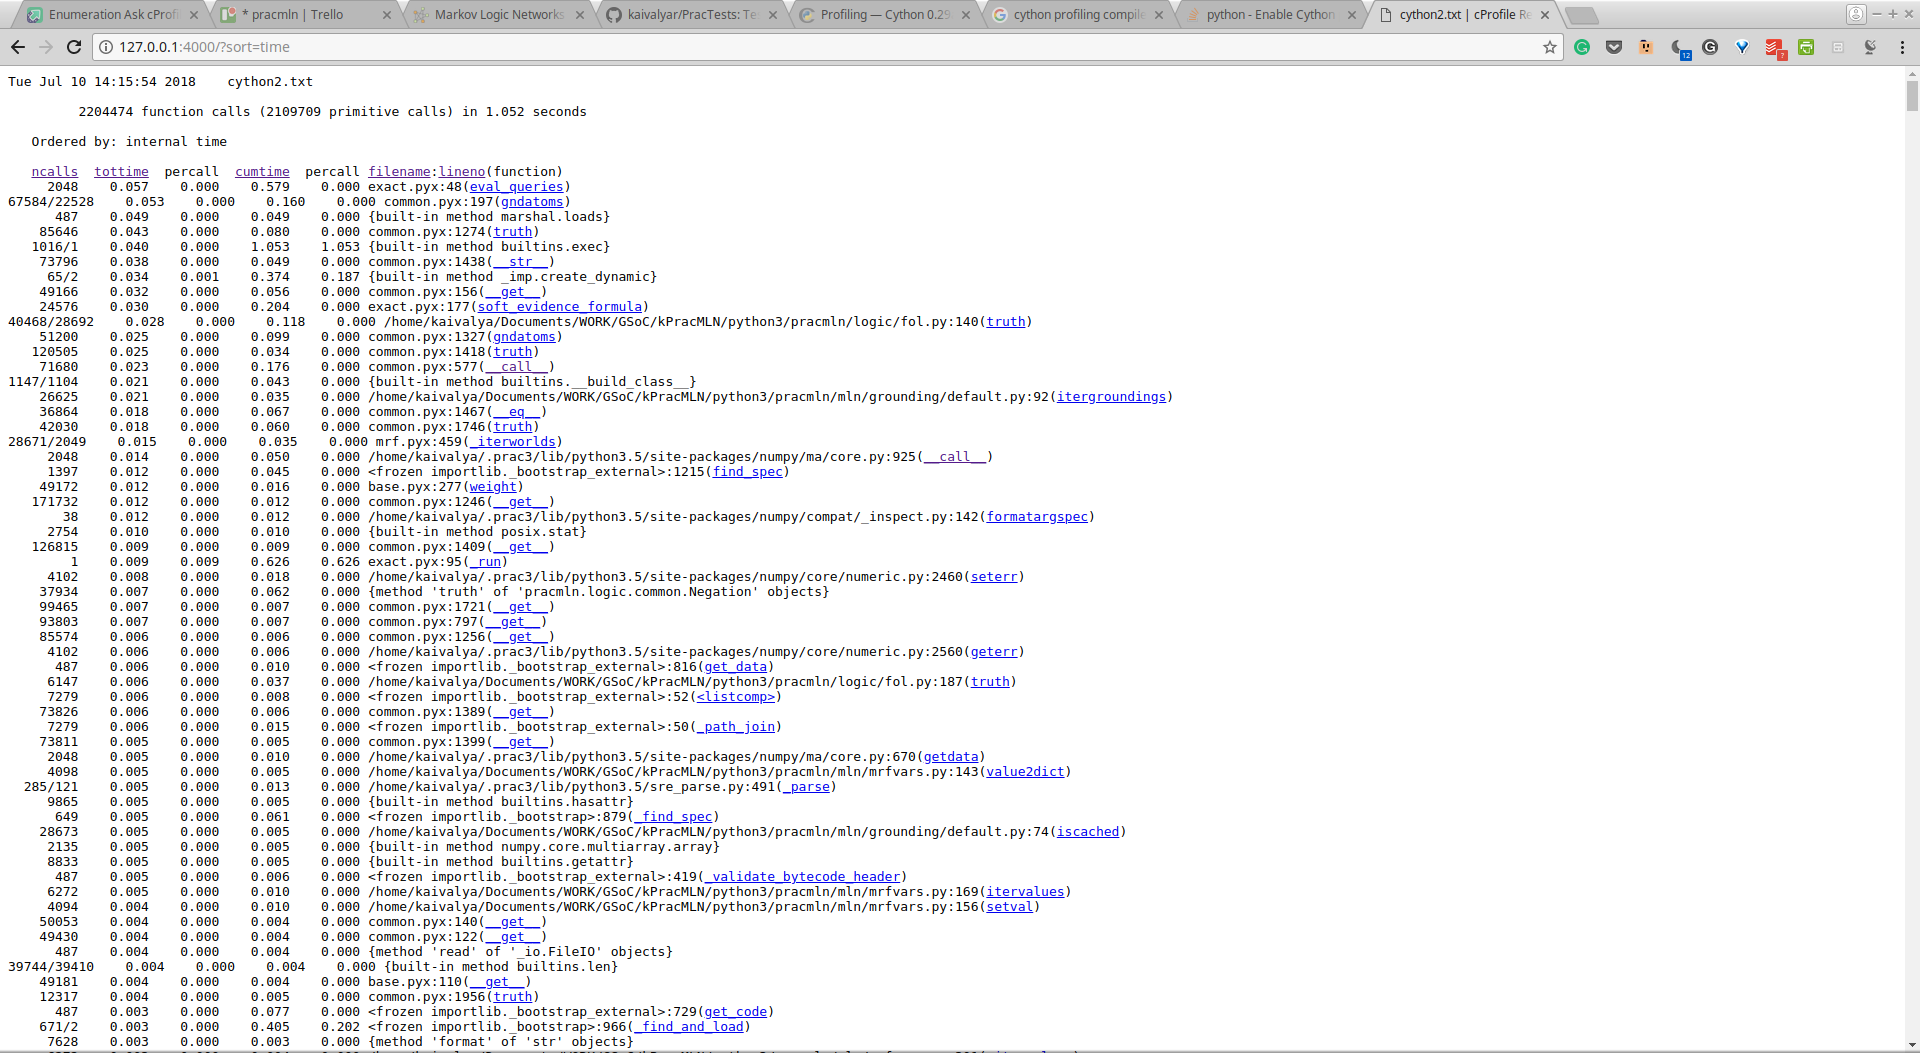 Enumeration Ask cProfi
* pracmln | Trello
Markov Logic Networks
kaivalyar/PracTests: Te
Profiling — Cython 0.29
cython profiling compile
python - Enable Cython
cython2.txt | cProfile Re
127.0.0.1:4000/?sort=time
12
?
Tue Jul 10 14:15:54 2018    cython2.txt
2204474 function calls (2109709 primitive calls) in 1.052 seconds
Ordered by: internal time
ncalls  tottime  percall  cumtime  percall filename:lineno(function)
2048    0.057    0.000    0.579    0.000 exact.pyx:48(eval_queries)
67584/22528    0.053    0.000    0.160    0.000 common.pyx:197(gndatoms)
487    0.049    0.000    0.049    0.000 {built-in method marshal.loads}
85646    0.043    0.000    0.080    0.000 common.pyx:1274(truth)
1016/1    0.040    0.000    1.053    1.053 {built-in method builtins.exec}
73796    0.038    0.000    0.049    0.000 common.pyx:1438(__str__)
65/2    0.034    0.001    0.374    0.187 {built-in method _imp.create_dynamic}
49166    0.032    0.000    0.056    0.000 common.pyx:156(__get__)
24576    0.030    0.000    0.204    0.000 exact.pyx:177(soft_evidence_formula)
40468/28692    0.028    0.000    0.118    0.000 /home/kaivalya/Documents/WORK/GSoC/kPracMLN/python3/pracmln/logic/fol.py:140(truth)
51200    0.025    0.000    0.099    0.000 common.pyx:1327(gndatoms)
120505    0.025    0.000    0.034    0.000 common.pyx:1418(truth)
71680    0.023    0.000    0.176    0.000 common.pyx:577(__call__)
1147/1104    0.021    0.000    0.043    0.000 {built-in method builtins.__build_class__}
26625    0.021    0.000    0.035    0.000 /home/kaivalya/Documents/WORK/GSoC/kPracMLN/python3/pracmln/mln/grounding/default.py:92(itergroundings)
36864    0.018    0.000    0.067    0.000 common.pyx:1467(__eq__)
42030    0.018    0.000    0.060    0.000 common.pyx:1746(truth)
28671/2049    0.015    0.000    0.035    0.000 mrf.pyx:459(_iterworlds)
2048    0.014    0.000    0.050    0.000 /home/kaivalya/.prac3/lib/python3.5/site-packages/numpy/ma/core.py:925(__call__)
1397    0.012    0.000    0.045    0.000 <frozen importlib._bootstrap_external>:1215(find_spec)
49172    0.012    0.000    0.016    0.000 base.pyx:277(weight)
171732    0.012    0.000    0.012    0.000 common.pyx:1246(__get__)
38    0.012    0.000    0.012    0.000 /home/kaivalya/.prac3/lib/python3.5/site-packages/numpy/compat/_inspect.py:142(formatargspec)
2754    0.010    0.000    0.010    0.000 {built-in method posix.stat}
126815    0.009    0.000    0.009    0.000 common.pyx:1409(__get__)
1    0.009    0.009    0.626    0.626 exact.pyx:95(_run)
4102    0.008    0.000    0.018    0.000 /home/kaivalya/.prac3/lib/python3.5/site-packages/numpy/core/numeric.py:2460(seterr)
37934    0.007    0.000    0.062    0.000 {method 'truth' of 'pracmln.logic.common.Negation' objects}
99465    0.007    0.000    0.007    0.000 common.pyx:1721(__get__)
93803    0.007    0.000    0.007    0.000 common.pyx:797(__get__)
85574    0.006    0.000    0.006    0.000 common.pyx:1256(__get__)
4102    0.006    0.000    0.006    0.000 /home/kaivalya/.prac3/lib/python3.5/site-packages/numpy/core/numeric.py:2560(geterr)
487    0.006    0.000    0.010    0.000 <frozen importlib._bootstrap_external>:816(get_data)
6147    0.006    0.000    0.037    0.000 /home/kaivalya/Documents/WORK/GSoC/kPracMLN/python3/pracmln/logic/fol.py:187(truth)
7279    0.006    0.000    0.008    0.000 <frozen importlib._bootstrap_external>:52(<listcomp>)
73826    0.006    0.000    0.006    0.000 common.pyx:1389(__get__)
7279    0.006    0.000    0.015    0.000 <frozen importlib._bootstrap_external>:50(_path_join)
73811    0.005    0.000    0.005    0.000 common.pyx:1399(__get__)
2048    0.005    0.000    0.010    0.000 /home/kaivalya/.prac3/lib/python3.5/site-packages/numpy/ma/core.py:670(getdata)
4098    0.005    0.000    0.005    0.000 /home/kaivalya/Documents/WORK/GSoC/kPracMLN/python3/pracmln/mln/mrfvars.py:143(value2dict)
285/121    0.005    0.000    0.013    0.000 /home/kaivalya/.prac3/lib/python3.5/sre_parse.py:491(_parse)
9865    0.005    0.000    0.005    0.000 {built-in method builtins.hasattr}
649    0.005    0.000    0.061    0.000 <frozen importlib._bootstrap>:879(_find_spec)
28673    0.005    0.000    0.005    0.000 /home/kaivalya/Documents/WORK/GSoC/kPracMLN/python3/pracmln/mln/grounding/default.py:74(iscached)
2135    0.005    0.000    0.005    0.000 {built-in method numpy.core.multiarray.array}
8833    0.005    0.000    0.005    0.000 {built-in method builtins.getattr}
487    0.005    0.000    0.006    0.000 <frozen importlib._bootstrap_external>:419(_validate_bytecode_header)
6272    0.005    0.000    0.010    0.000 /home/kaivalya/Documents/WORK/GSoC/kPracMLN/python3/pracmln/mln/mrfvars.py:169(itervalues)
4094    0.004    0.000    0.010    0.000 /home/kaivalya/Documents/WORK/GSoC/kPracMLN/python3/pracmln/mln/mrfvars.py:156(setval)
50053    0.004    0.000    0.004    0.000 common.pyx:140(__get__)
49430    0.004    0.000    0.004    0.000 common.pyx:122(__get__)
487    0.004    0.000    0.004    0.000 {method 'read' of '_io.FileIO' objects}
39744/39410    0.004    0.000    0.004    0.000 {built-in method builtins.len}
49181    0.004    0.000    0.004    0.000 base.pyx:110(__get__)
12317    0.004    0.000    0.005    0.000 common.pyx:1956(truth)
487    0.003    0.000    0.077    0.000 <frozen importlib._bootstrap_external>:729(get_code)
671/2    0.003    0.000    0.405    0.202 <frozen importlib._bootstrap>:966(_find_and_load)
7628    0.003    0.000    0.003    0.000 {method 'format' of 'str' objects}